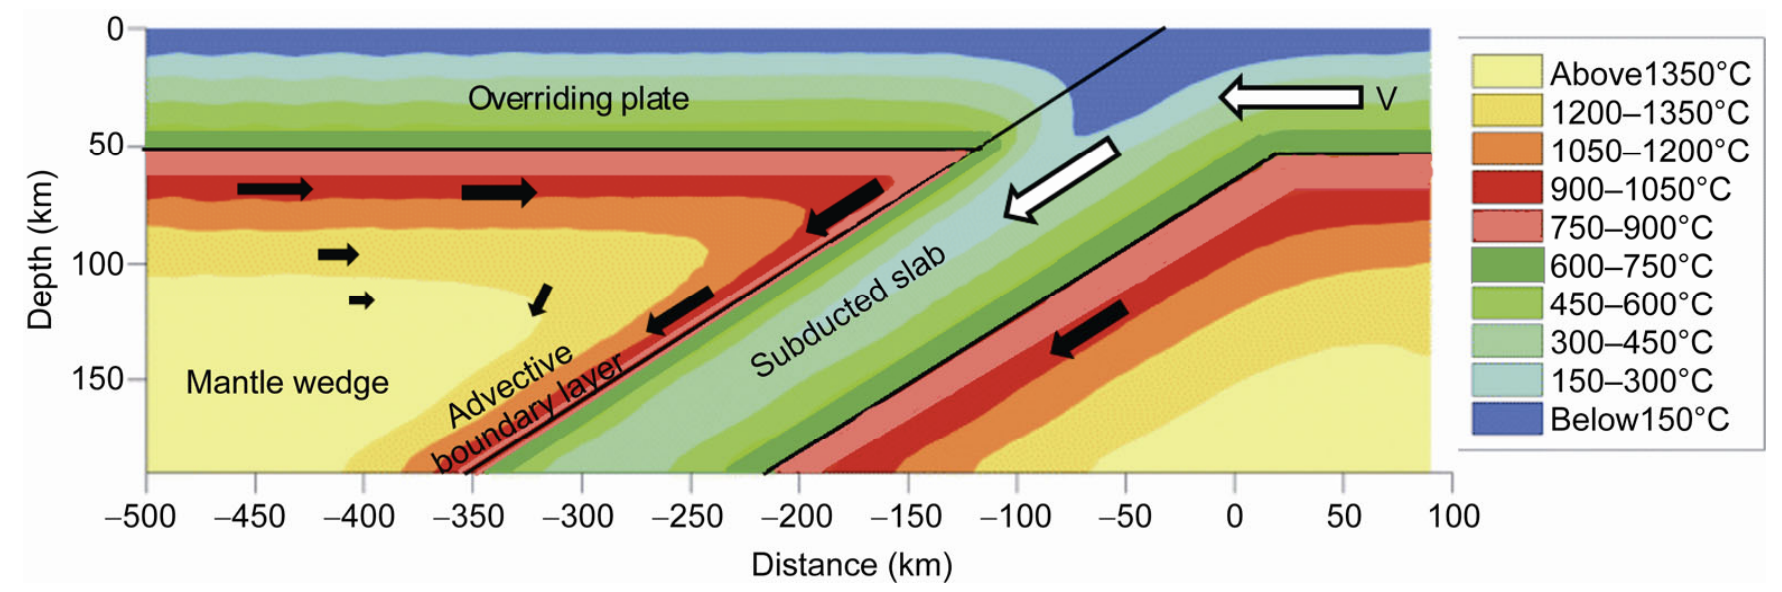 0
50
100
150
Depth (km)
Overriding plate
V
Subducted slab
Mantle wedge
Advective
boundary layer
–500
–450
–400
–350
–300
–250
–200
–150
–100
–50
0
50
100
Distance (km)
Above1350°C
1200–1350°C
1050–1200°C
900–1050°C
750–900°C
600–750°C
450–600°C
300–450°C
150–300°C
Below150°C